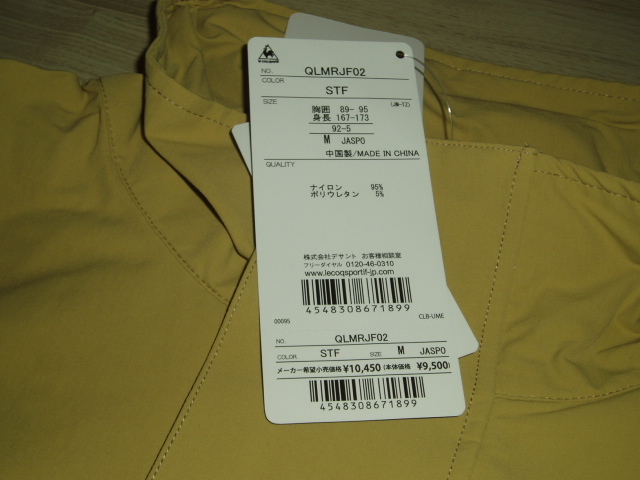 NO. QLMRJF02
COLOR
STF
SIZE (JM-12)
胸囲 89- 95
身長 167-173
92-5
M JASPO
中国製/MADE IN CHINA
QUALITY
ナイロン 95%
ポリウレタン 5%
株式会社デサント お客様相談室
フリーダイヤル 0120-46-0310
www.lecoqsportif-jp.com
4548308671899
00095 CLB-UME
NO. QLMRJF02
COLOR STF SIZE M JASPO
メーカー希望小売価格 ¥10,450 (本体価格 ¥9,500)
4548308671899